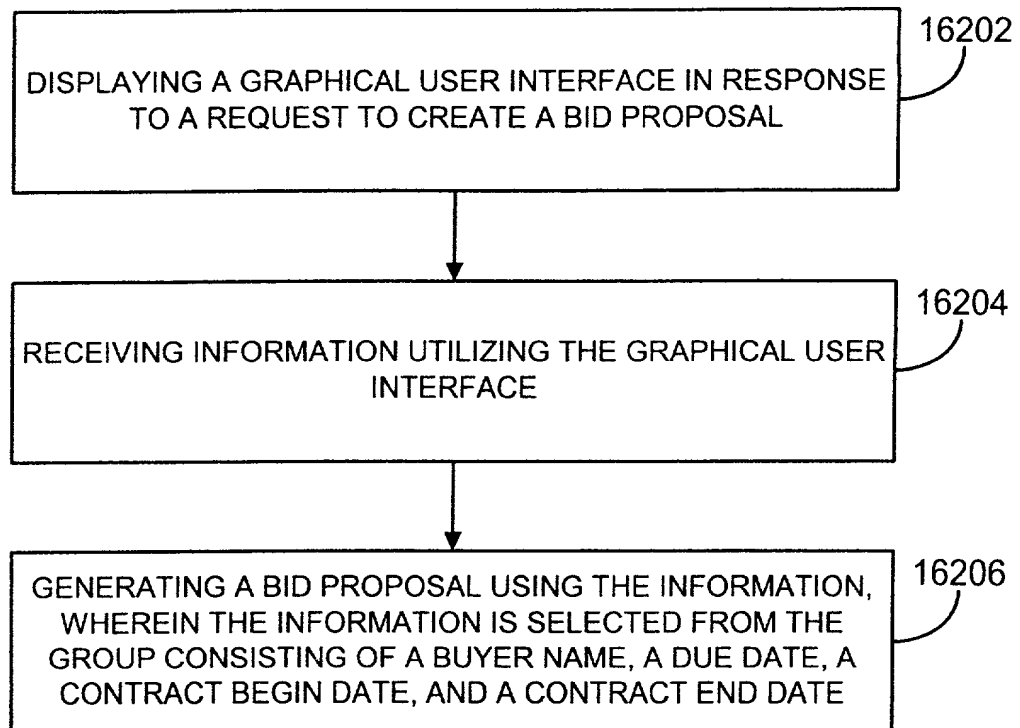 16202
DISPLAYING A GRAPHICAL USER INTERFACE IN RESPONSE
TO A REQUEST TO CREATE A BID PROPOSAL
16204
RECEIVING INFORMATION UTILIZING THE GRAPHICAL USER
INTERFACE
16206
GENERATING A BID PROPOSAL USING THE INFORMATION,
WHEREIN THE INFORMATION IS SELECTED FROM THE
GROUP CONSISTING OF A BUYER NAME, A DUE DATE, A
CONTRACT BEGIN DATE, AND A CONTRACT END DATE